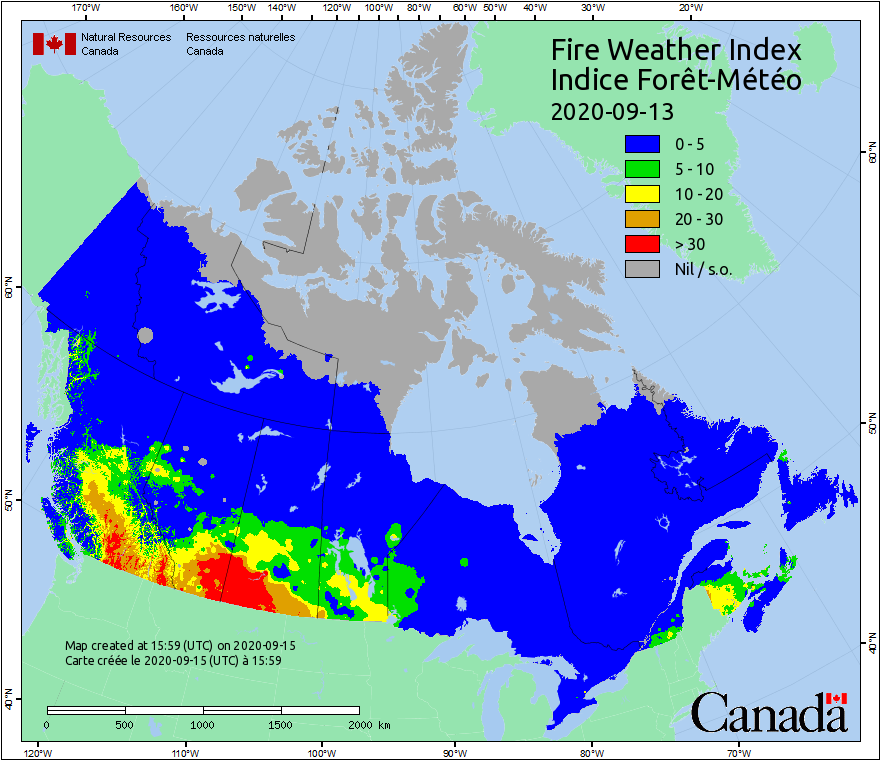 170°W 160°W 150°W 140°W 130°W 120°W 110°W 100°W 90°W 80°W 70°W 60°W 50°W 40°W 30°W 20°W
Natural Resources Canada
Ressources naturelles Canada
Fire Weather Index
Indice Forêt-Météo
2020-09-13
0 - 5
5 - 10
10 - 20
20 - 30
> 30
Nil / s.o.
60°N
60°N
50°N
50°N
40°N
40°N
Map created at 15:59 (UTC) on 2020-09-15
Carte créée le 2020-09-15 (UTC) à 15:59
0 500 1000 1500 2000 km
Canada
120°W 110°W 100°W 90°W 80°W 70°W